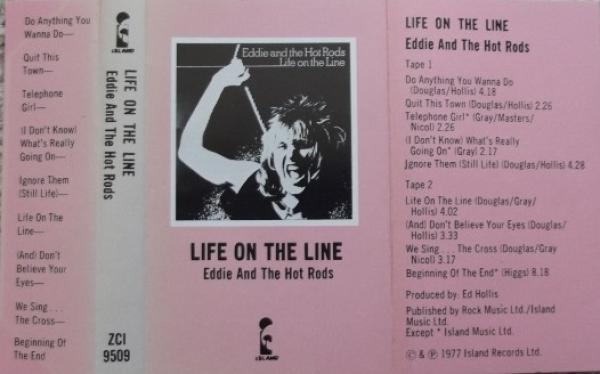 Do Anything You
Wanna Do—
Quit This
Town—
Telephone
Girl—
(I Don't Know)
What's Really
Going On—
Ignore Them
(Still Life)—
Life On The
Line—
(And) Don't
Believe Your
Eyes—
We Sing . . .
The Cross—
Beginning Of
The End
ISLAND
LIFE ON THE LINE
Eddie And The Hot Rods
ZCI
9509
Eddie and the Hot Rods
Life on the Line
LIFE ON THE LINE
Eddie And The Hot Rods
ISLAND
LIFE ON THE LINE
Eddie And The Hot Rods
Tape 1
Do Anything You Wanna Do
(Douglas/Hollis) 4.18
Quit This Town (Douglas/Hollis) 2.26
Telephone Girl* (Gray/Masters/
Nicol) 2.26
(I Don't Know) What's Really
Going On* (Gray) 2.17
Ignore Them (Still Life) (Douglas/Hollis) 4.28
Tape 2
Life On The Line (Douglas/Gray/
Hollis) 4.02
(And) Don't Believe Your Eyes (Douglas/
Hollis) 3.33
We Sing . . . The Cross (Douglas/Gray
Nicol) 3.17
Beginning Of The End* (Higgs) 8.18
Produced by: Ed Hollis
Published by Rock Music Ltd./Island
Music Ltd.
Except * Island Music Ltd.
© & Ⓟ 1977 Island Records Ltd.